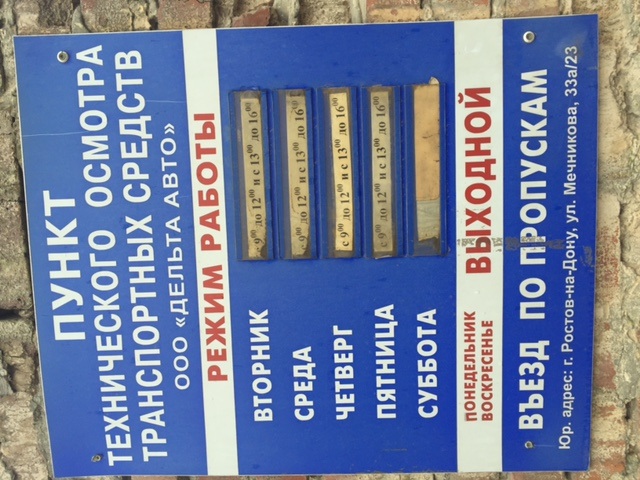 ПУНКТ
ТЕХНИЧЕСКОГО ОСМОТРА
ТРАНСПОРТНЫХ СРЕДСТВ
ООО «ДЕЛЬТА АВТО»
РЕЖИМ РАБОТЫ
ВТОРНИК с 9⁰⁰ до 12⁰⁰ и с 13⁰⁰ до 16⁰⁰
СРЕДА с 9⁰⁰ до 12⁰⁰ и с 13⁰⁰ до 16⁰⁰
ЧЕТВЕРГ с 9⁰⁰ до 12⁰⁰ и с 13⁰⁰ до 16⁰⁰
ПЯТНИЦА с 9⁰⁰ до 12⁰⁰ и с 13⁰⁰ до 16⁰⁰
СУББОТА
ПОНЕДЕЛЬНИК
ВОСКРЕСЕНЬЕ
ВЫХОДНОЙ
ВЪЕЗД ПО ПРОПУСКАМ
Юр. адрес: г. Ростов-на-Дону, ул. Мечникова, 33а/23